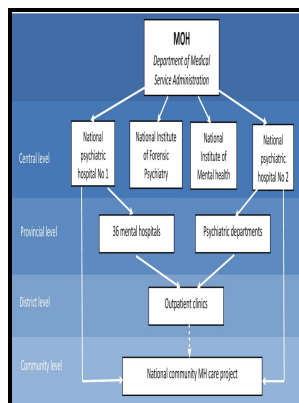 MOH
Department of Medical
Service Administration
Central level
National
psychiatric
hospital No 1
National Institute
of Forensic
Psychiatry
National
Institute of
Mental health
National
psychiatric
hospital No 2
Provincial level
36 mental hospitals
Psychiatric departments
District level
Outpatient clinics
Community level
National community MH care project